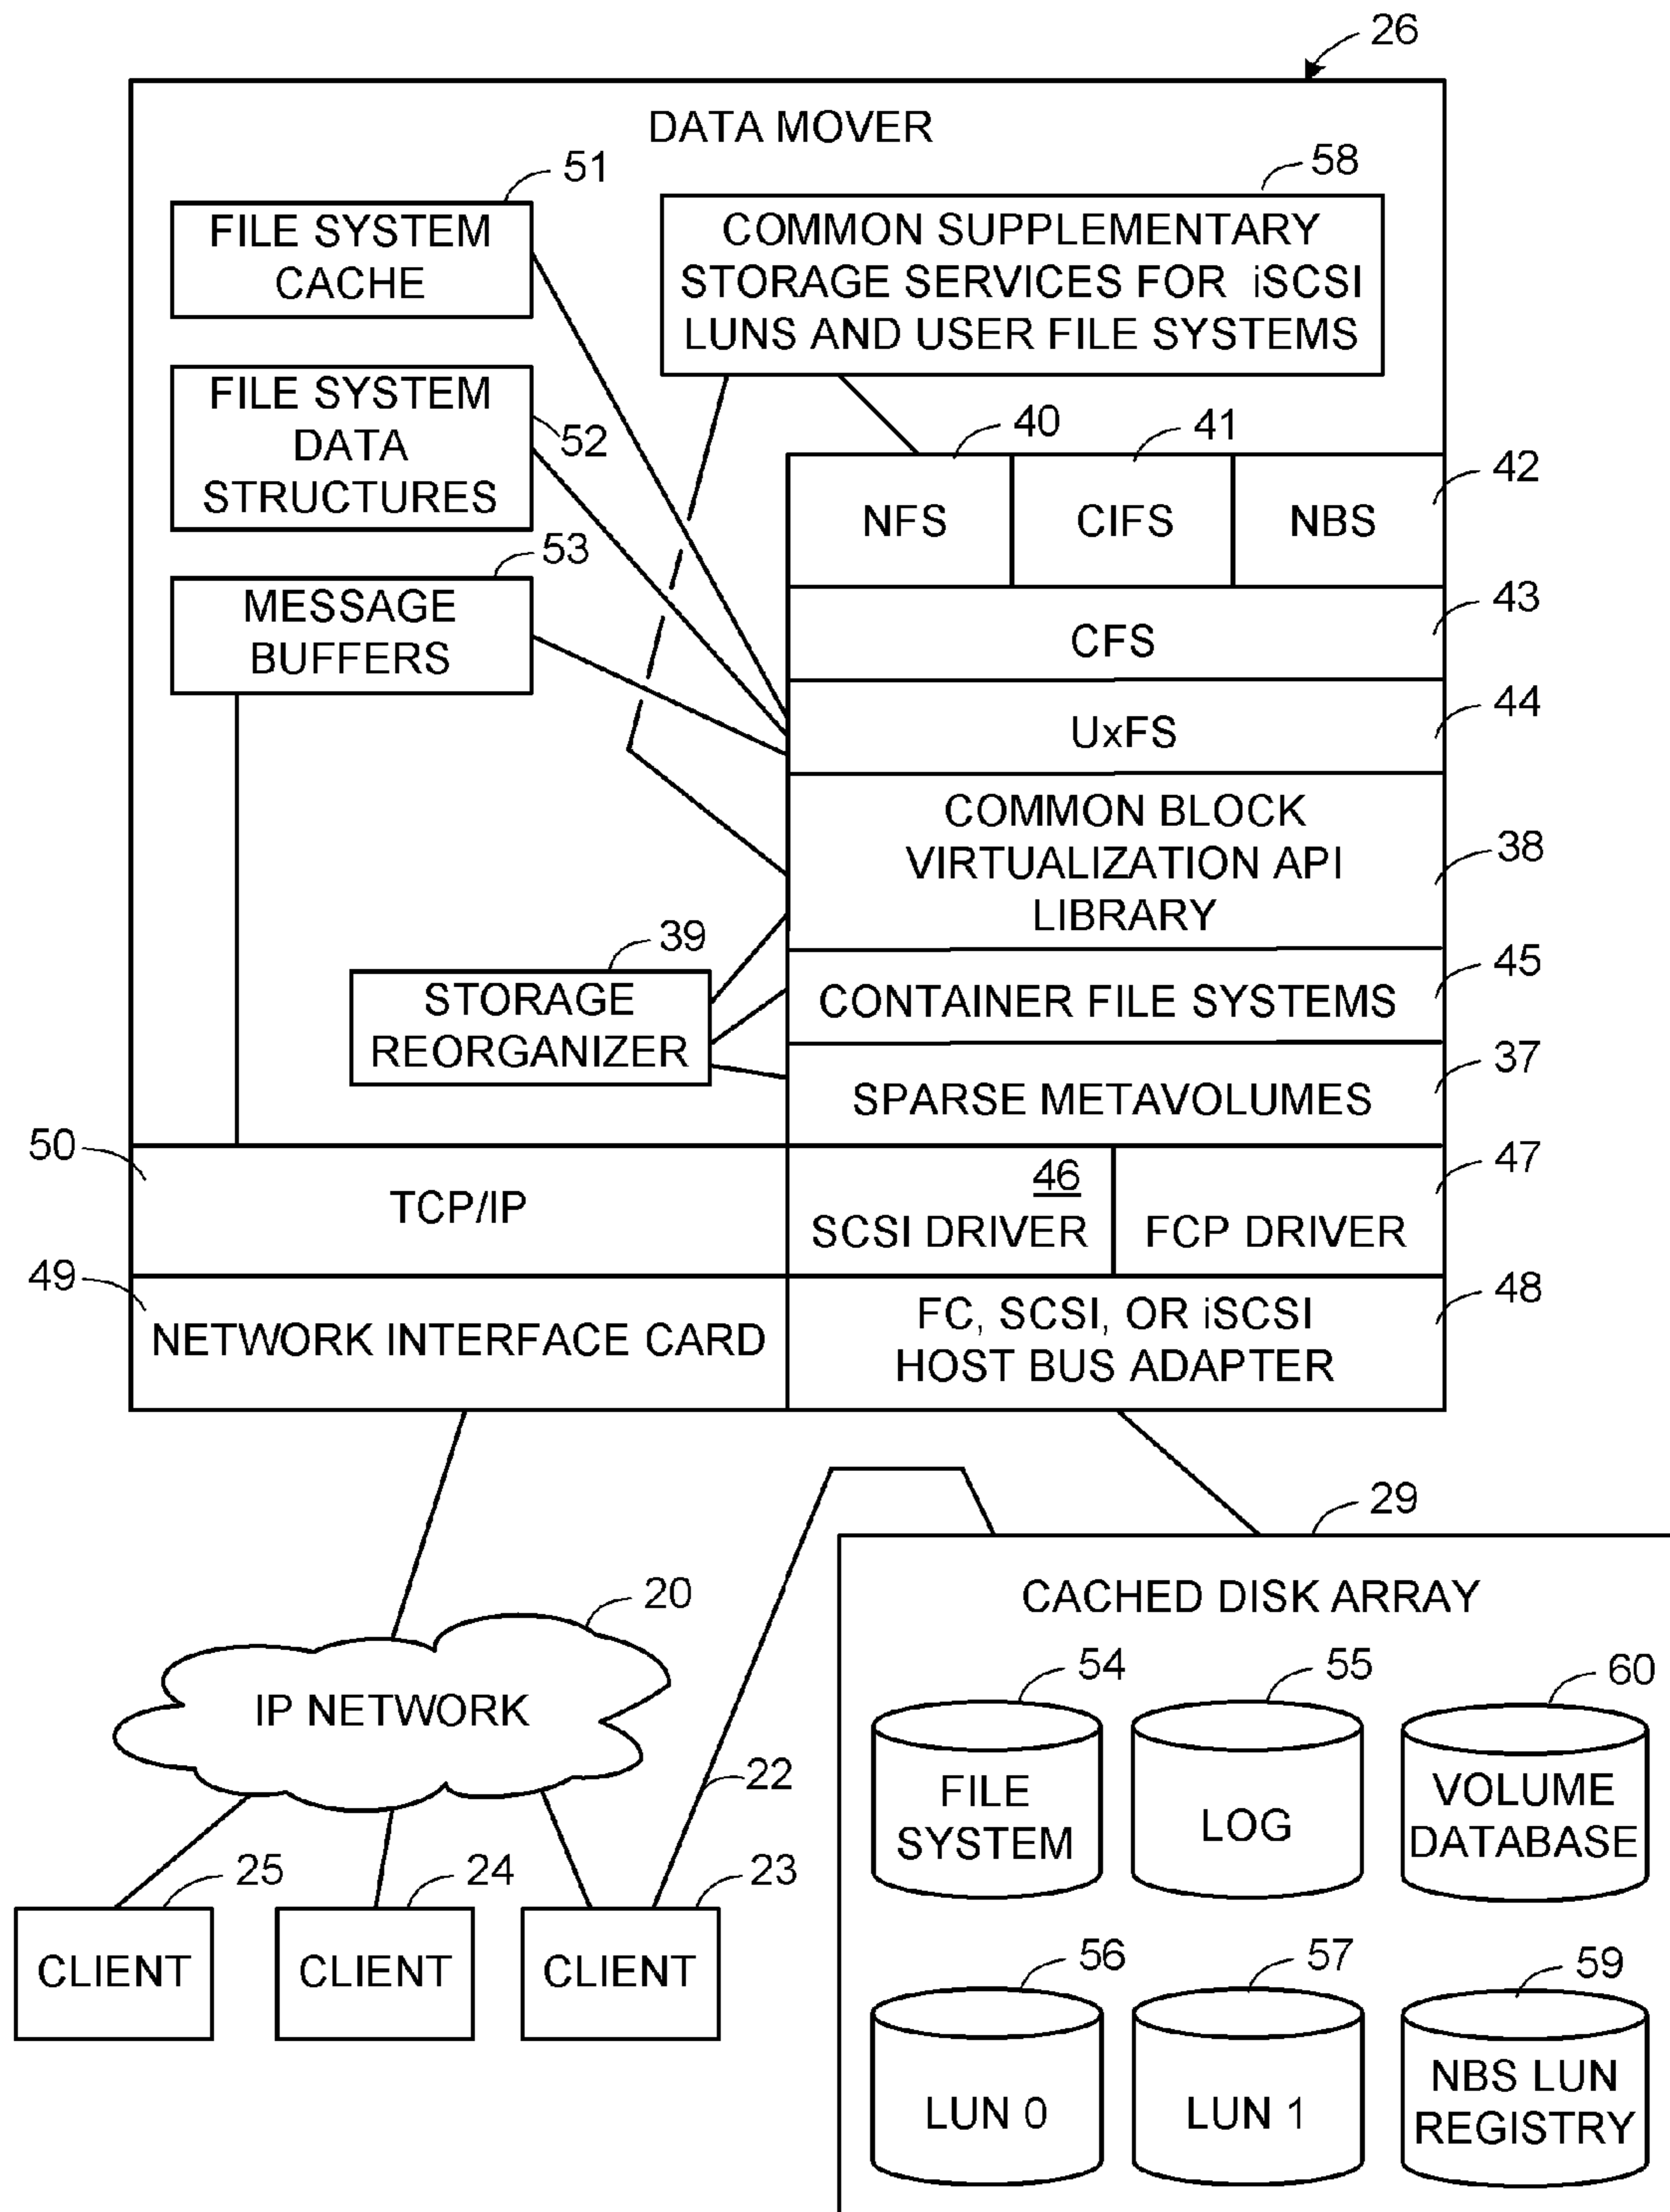 26
DATA MOVER
51
58
FILE SYSTEM
CACHE
COMMON SUPPLEMENTARY
STORAGE SERVICES FOR iSCSI
LUNS AND USER FILE SYSTEMS
FILE SYSTEM
DATA
STRUCTURES
52
40
41
42
NFS
CIFS
NBS
53
MESSAGE
BUFFERS
43
CFS
44
UxFS
COMMON BLOCK
VIRTUALIZATION API
LIBRARY
38
39
STORAGE
REORGANIZER
45
CONTAINER FILE SYSTEMS
37
SPARSE METAVOLUMES
50
TCP/IP
46
SCSI DRIVER
FCP DRIVER
47
49
NETWORK INTERFACE CARD
FC, SCSI, OR iSCSI
HOST BUS ADAPTER
48
29
20
IP NETWORK
22
25
24
23
CLIENT
CLIENT
CLIENT
CACHED DISK ARRAY
54
55
60
FILE
SYSTEM
LOG
VOLUME
DATABASE
56
57
59
LUN 0
LUN 1
NBS LUN
REGISTRY